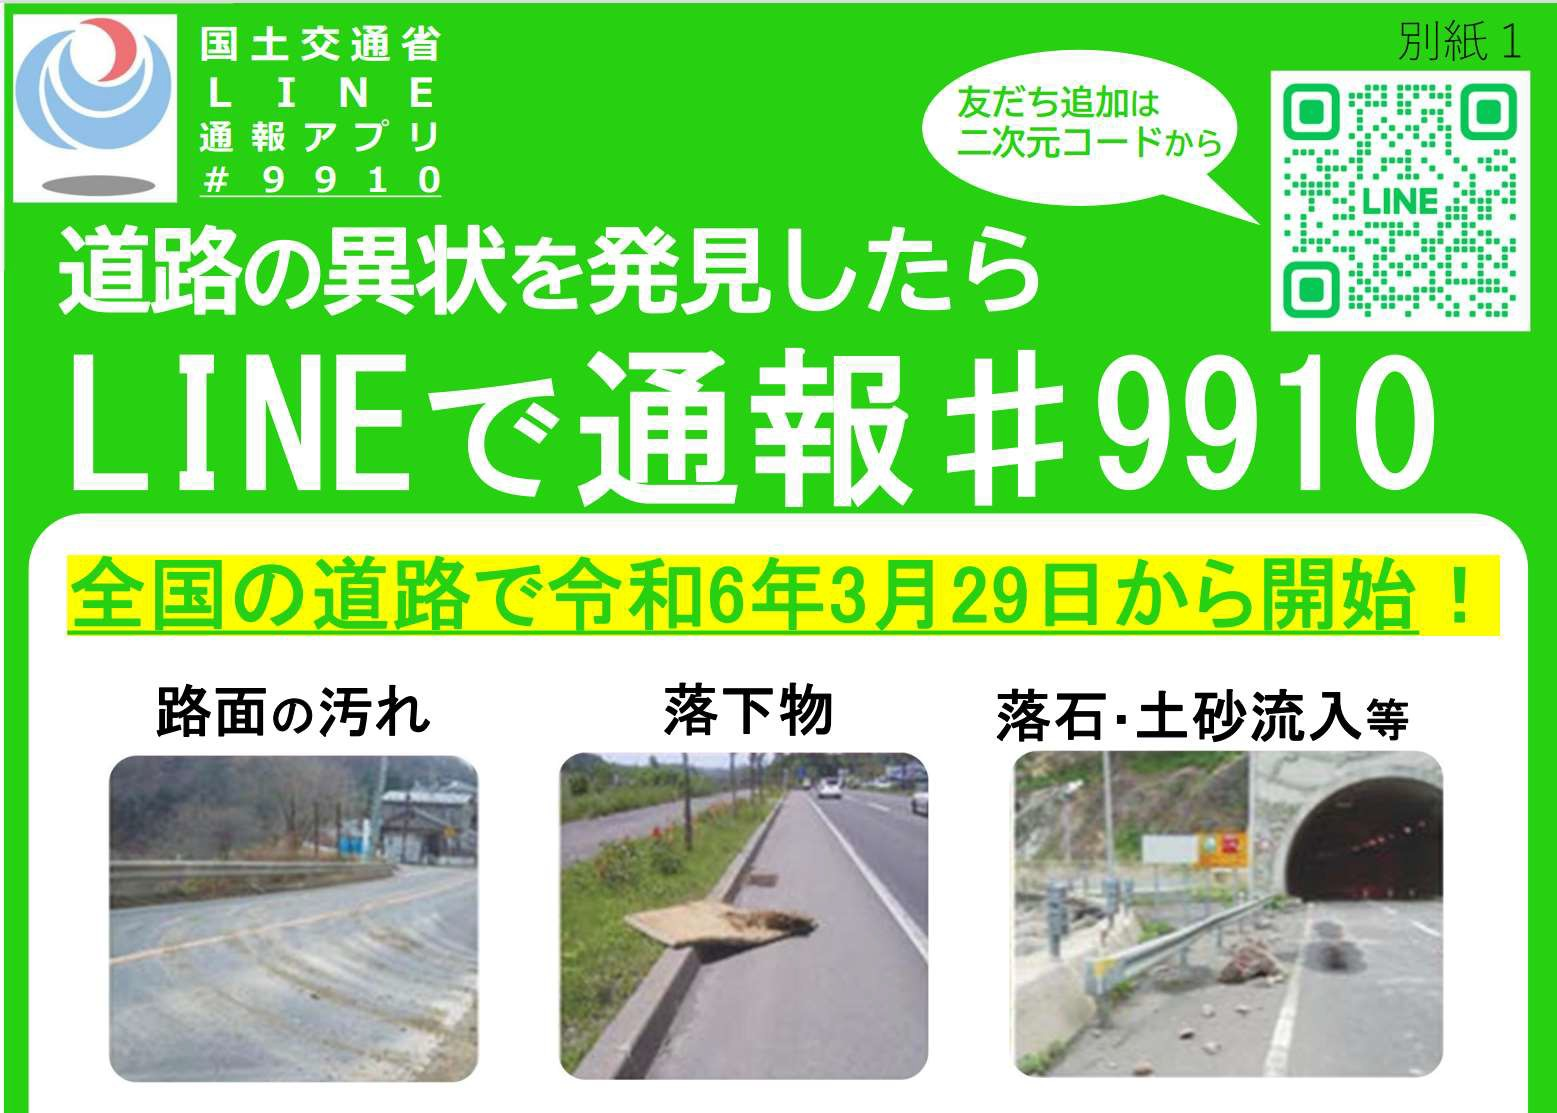 国土交通省
LINE
通報アプリ
#9910
別紙1
友だち追加は
二次元コードから
LINE
道路の異状を発見したら
LINEで通報#9910
全国の道路で令和6年3月29日から開始！
路面の汚れ
落下物
落石・土砂流入等